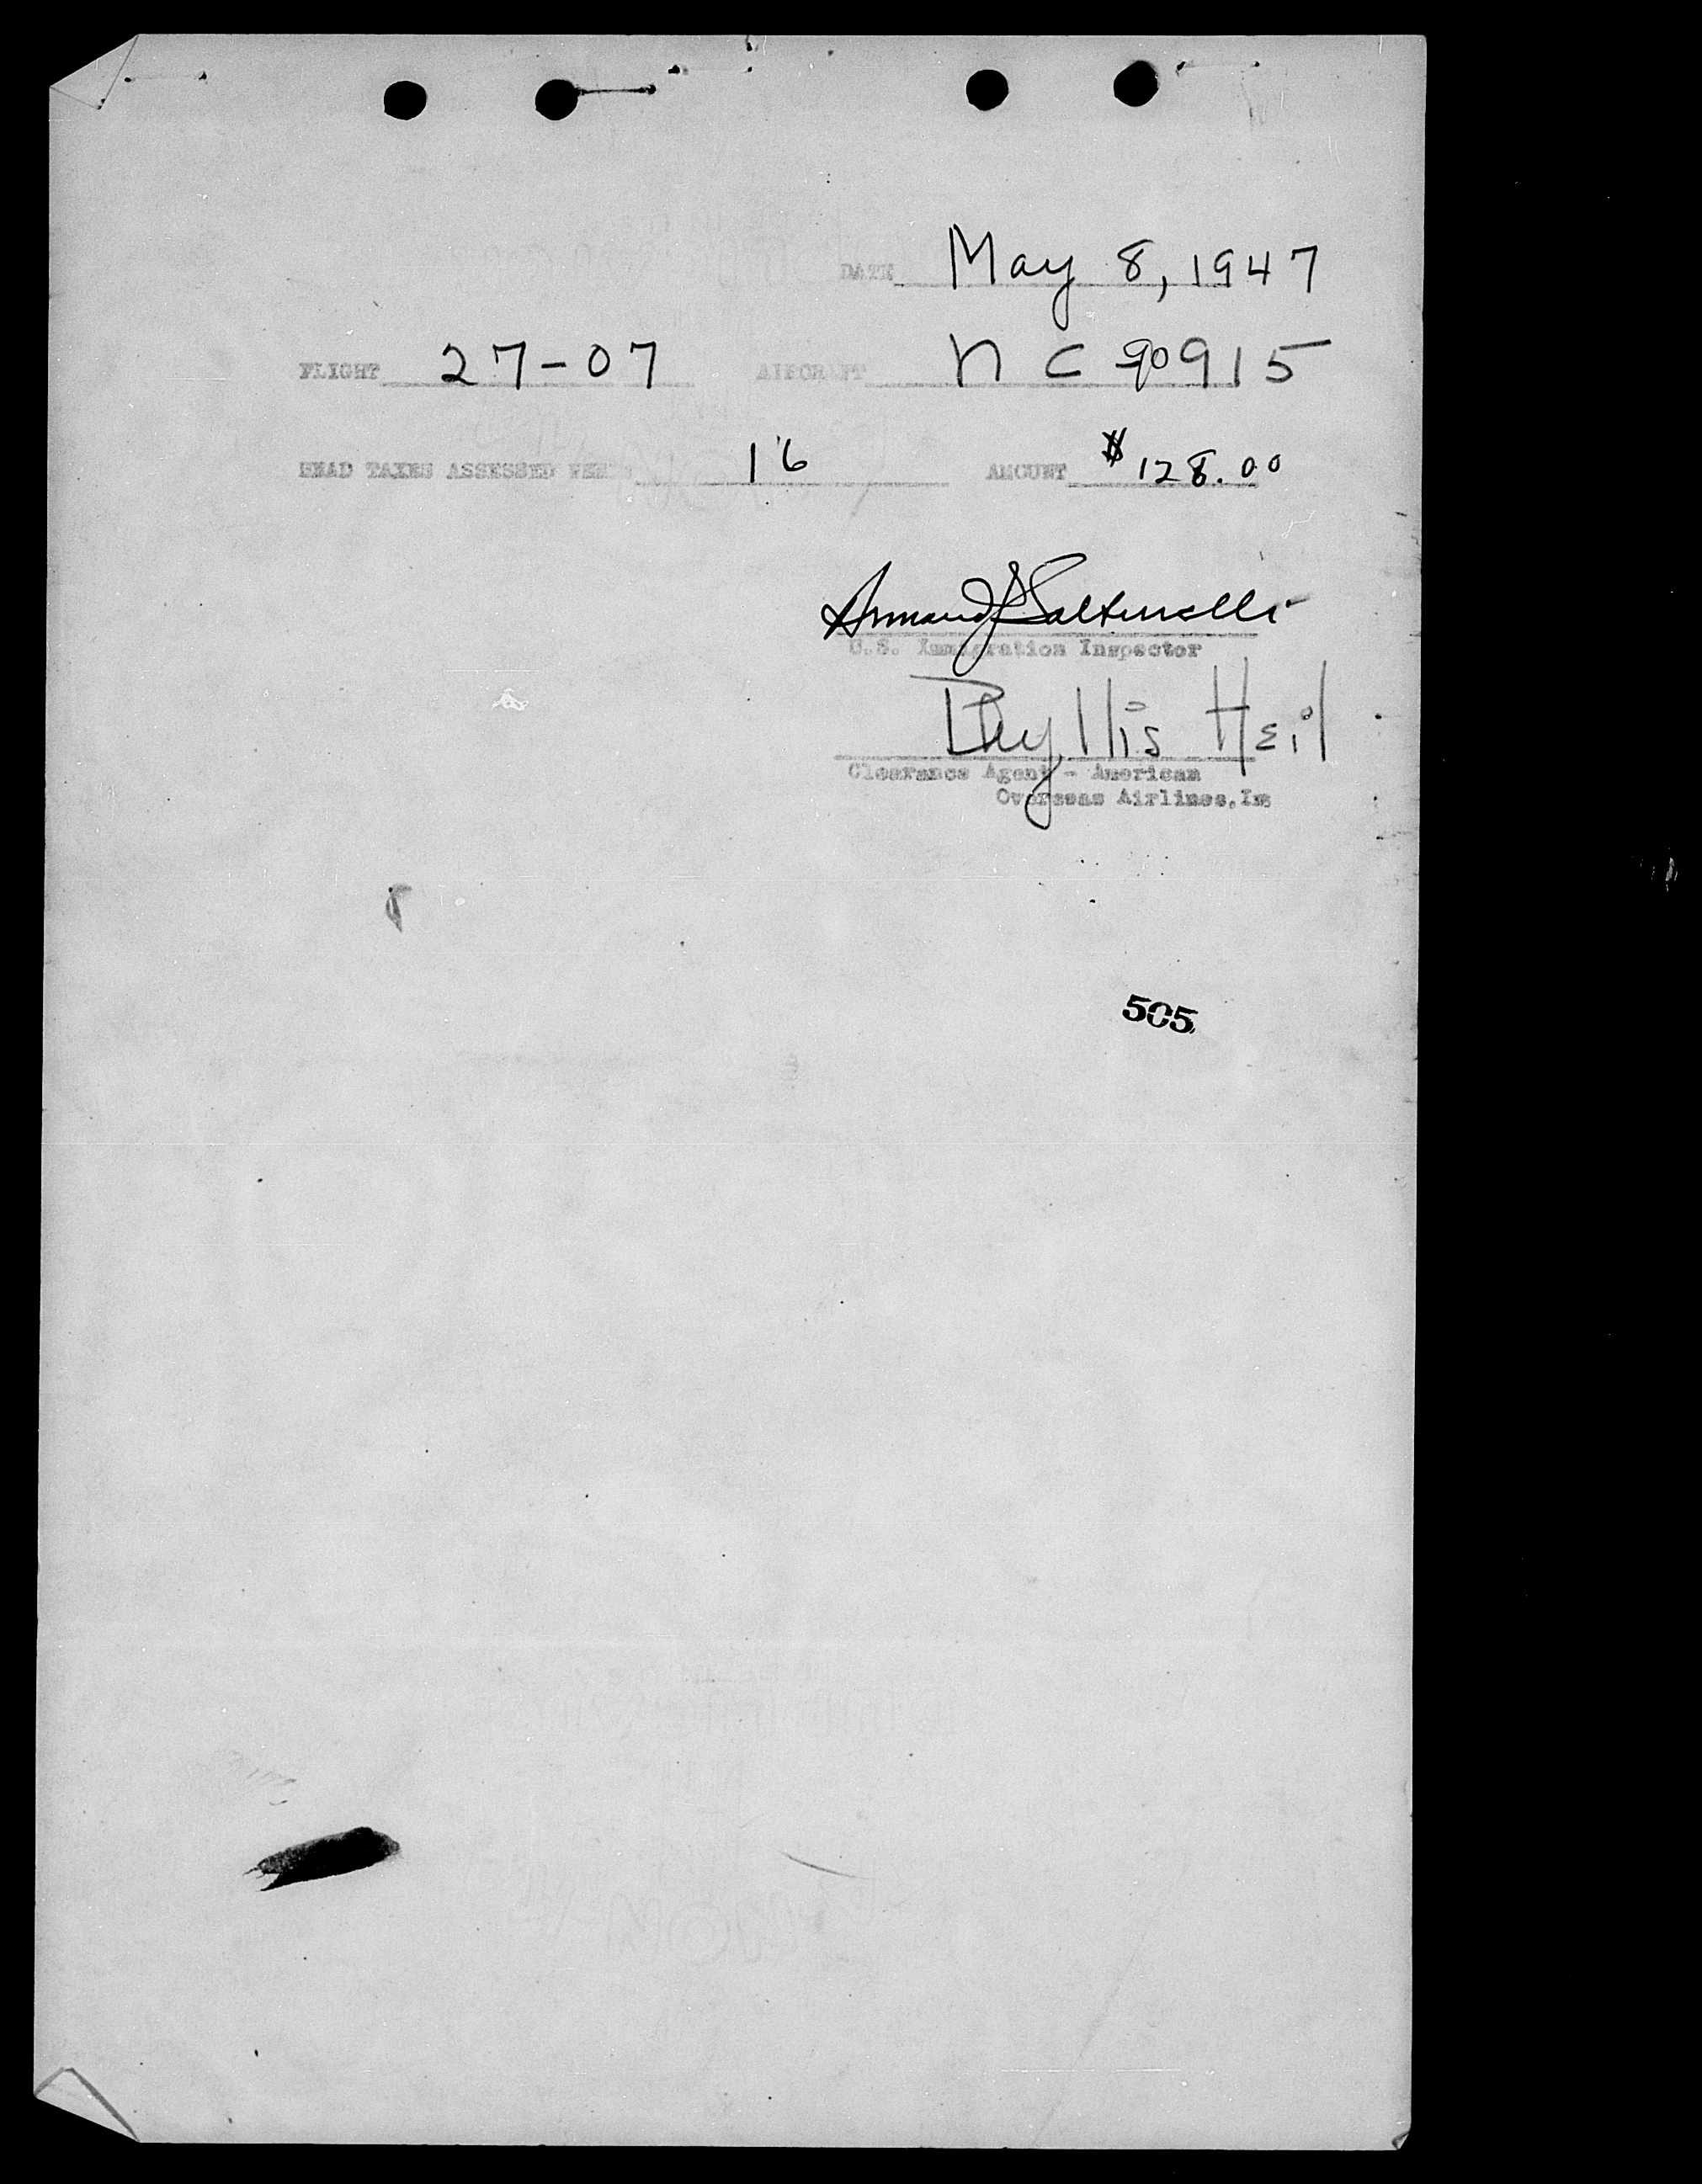 DATE May 8, 1947
FLIGHT 27-07 AIRCRAFT NC 90915
HEAD TAXES ASSESSED WERE 16 AMOUNT $128.00
Armand
U.S. Immigration Inspector
Phyllis Heil
Clearance Agent - American
Overseas Airlines, Inc
505